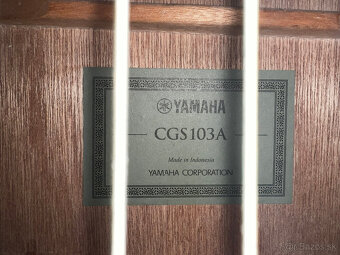 YAMAHA
CGS103A
Made in Indonesia
YAMAHA CORPORATION
Bazos.sk